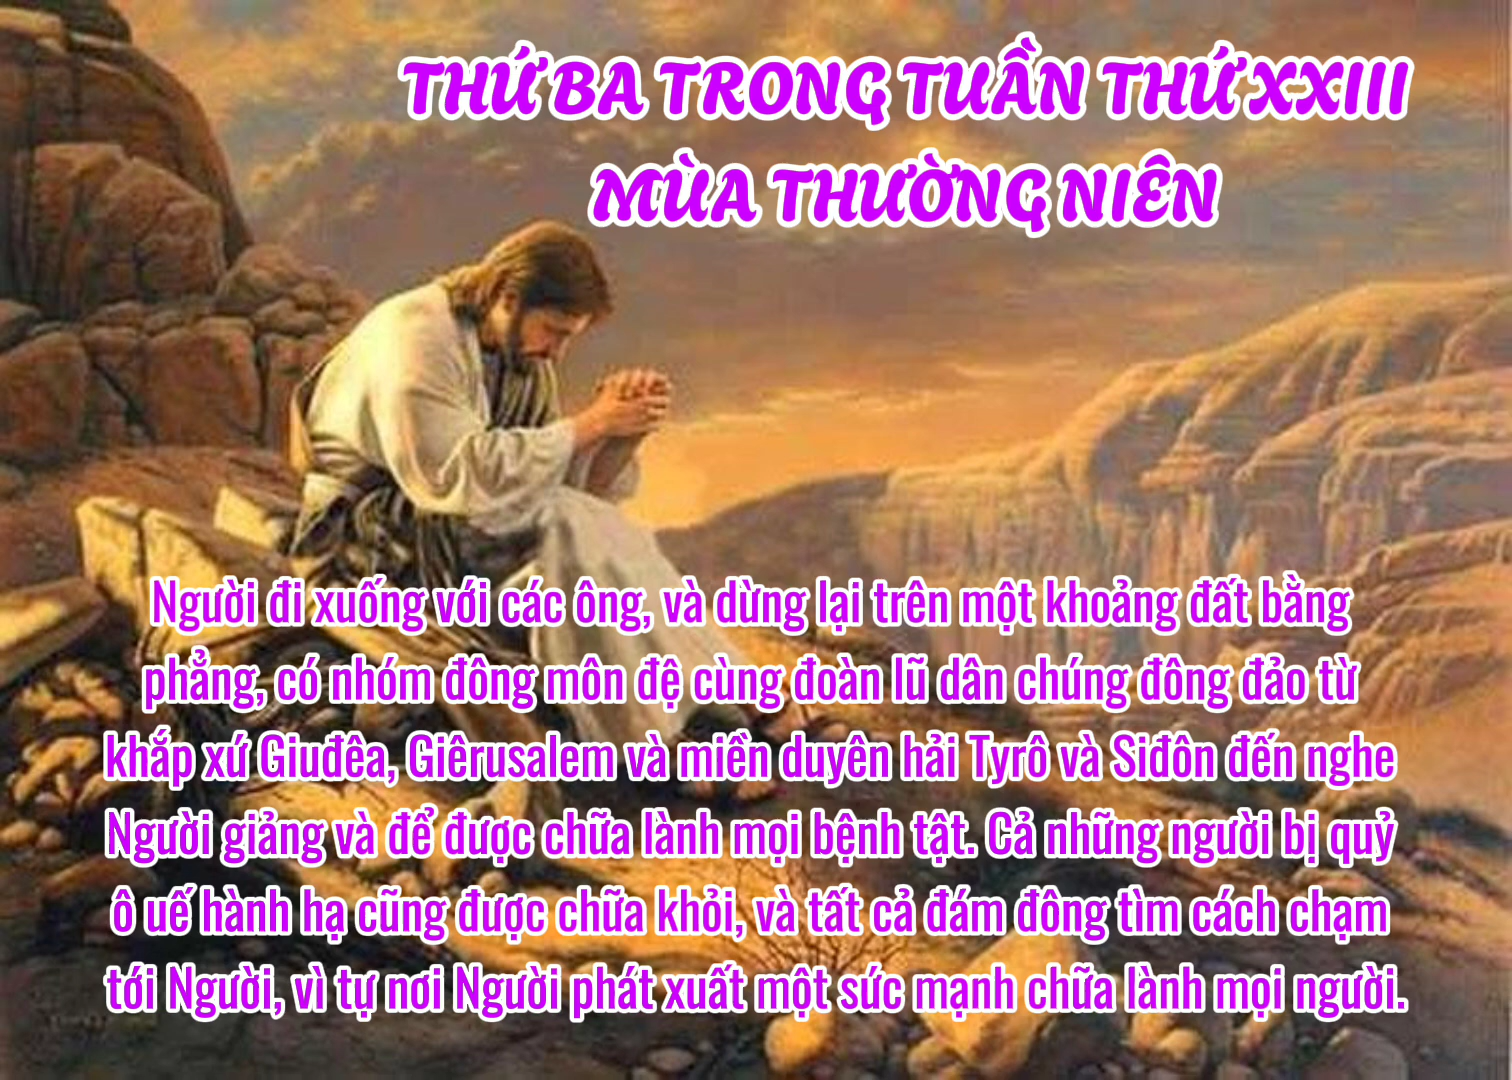 THỨ BA TRONG TUẦN THỨ XXIII
MÙA THƯỜNG NIÊN
Người đi xuống với các ông, và dừng lại trên một khoảng đất bằng
phẳng, có nhóm đông môn đệ cùng đoàn lũ dân chúng đông đảo từ
khắp xứ Giuđêa, Giêrusalem và miền duyên hải Tyrô và Siđôn đến nghe
Người giảng và để được chữa lành mọi bệnh tật. Cả những người bị quỷ
ô uế hành hạ cũng được chữa khỏi, và tất cả đám đông tìm cách chạm
tới Người, vì tự nơi Người phát xuất một sức mạnh chữa lành mọi người.